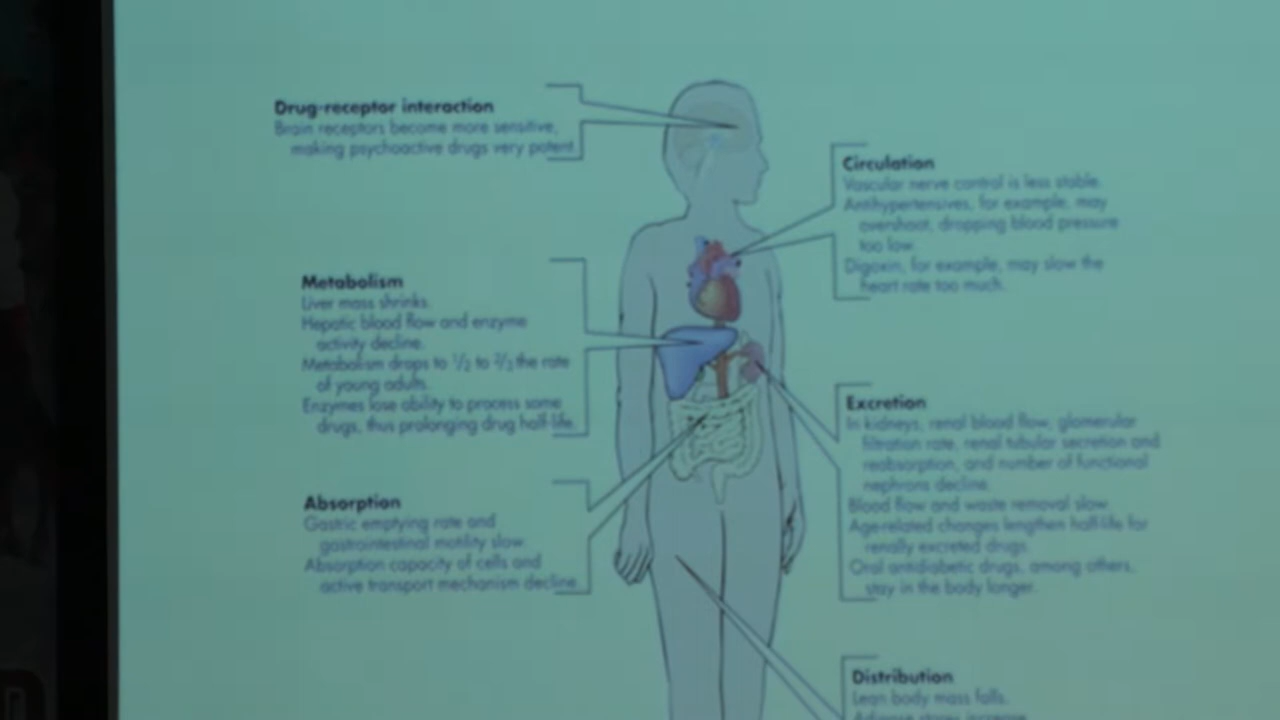 Drug-receptor interaction
Brain receptors become more sensitive,
making psychoactive drugs very potent.
Metabolism
Liver mass shrinks.
Hepatic blood flow and enzyme
activity decline.
Metabolism drops to 1/2 to 2/3 the rate
of young adults.
Enzymes lose ability to process some
drugs, thus prolonging drug half-life.
Absorption
Gastric emptying rate and
gastrointestinal motility slow.
Absorption capacity of cells and
active transport mechanism decline.
Circulation
Vascular nerve control is less stable.
Antihypertensives, for example, may
overshoot, dropping blood pressure
too low.
Digoxin, for example, may slow the
heart rate too much.
Excretion
In kidneys, renal blood flow, glomerular
filtration rate, renal tubular secretion and
reabsorption, and number of functional
nephrons decline.
Blood flow and waste removal slow.
Age-related changes lengthen half-life for
renally excreted drugs.
Oral antidiabetic drugs, among others,
stay in the body longer.
Distribution
Lean body mass falls.
Adipose stores increase